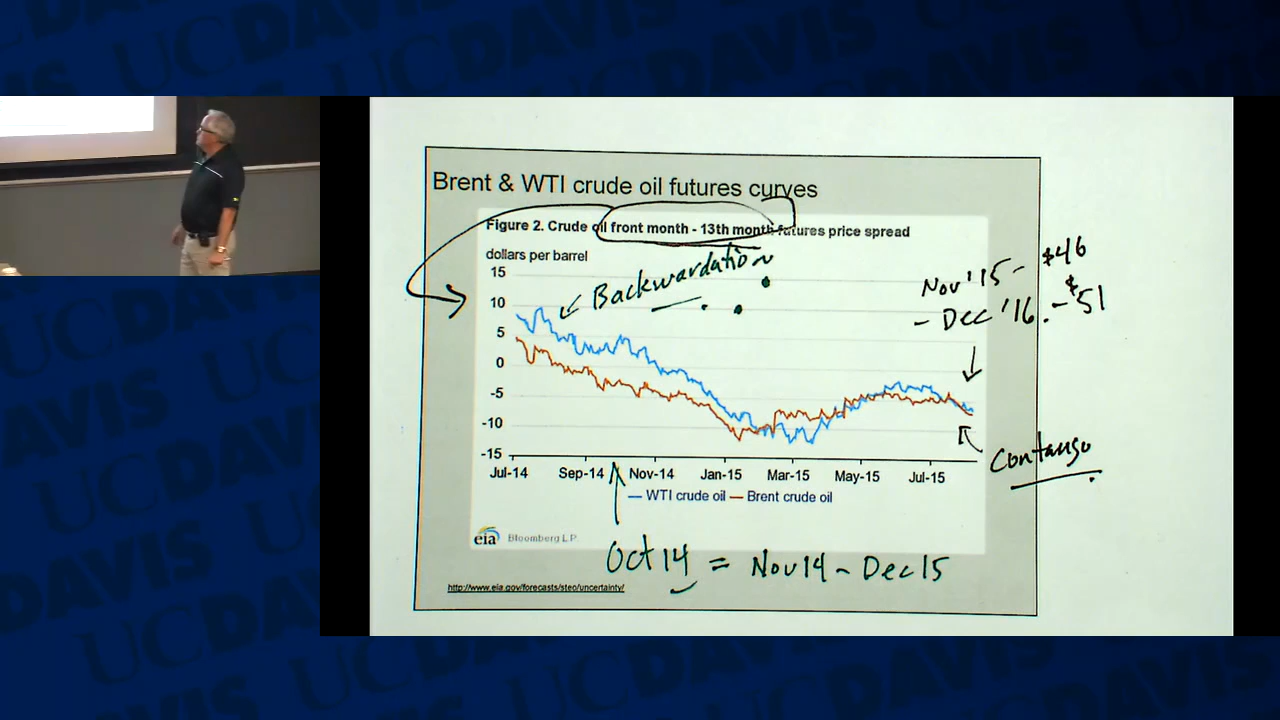 Brent & WTI crude oil futures curves
Figure 2. Crude oil front month - 13th month futures price spread
dollars per barrel
Backwardation
Nov '15 - $46
- Dec '16. - $51
15
10
5
0
-5
-10
-15
Contango
Jul-14 Sep-14 Nov-14 Jan-15 Mar-15 May-15 Jul-15
WTI crude oil Brent crude oil
eia Bloomberg L.P.
Oct 14 = Nov 14 - Dec 15
http://www.eia.gov/forecasts/steo/uncertainty/
UCDAVIS